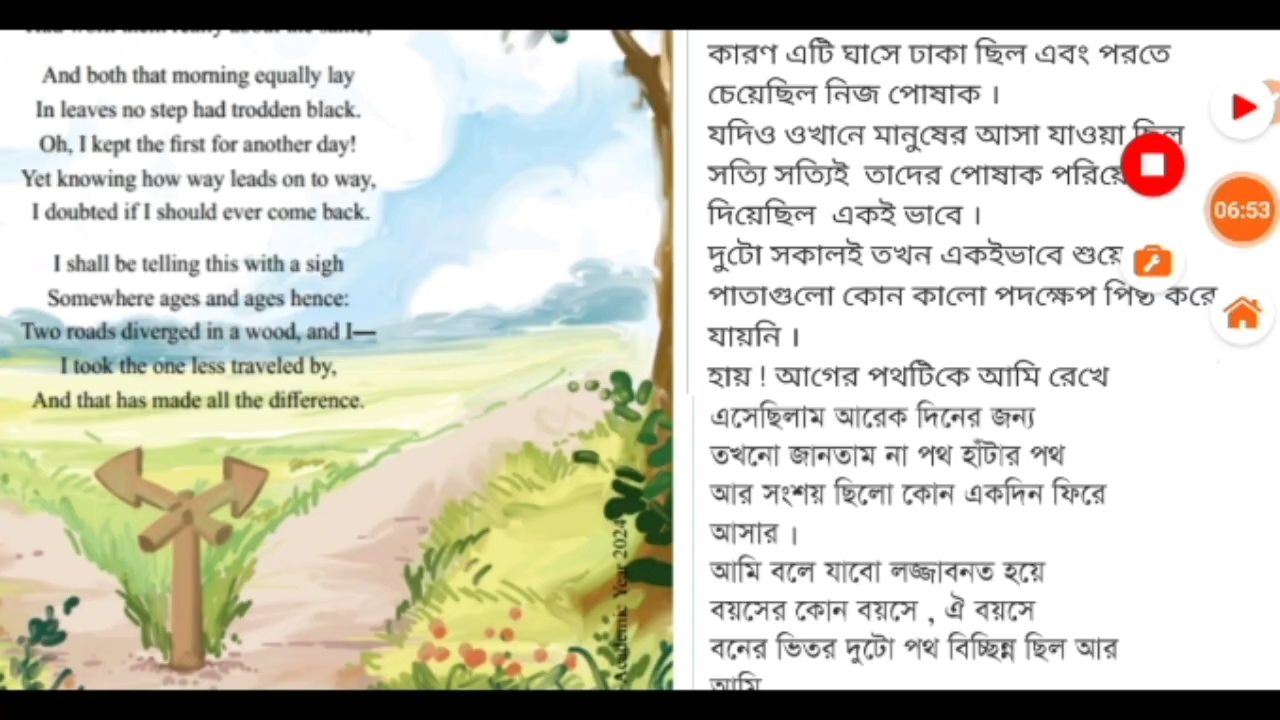 And both that morning equally lay
In leaves no step had trodden black.
Oh, I kept the first for another day!
Yet knowing how way leads on to way,
I doubted if I should ever come back.
I shall be telling this with a sigh
Somewhere ages and ages hence:
Two roads diverged in a wood, and I—
I took the one less traveled by,
And that has made all the difference.
Academic Year 2024
কারণ এটি ঘাসে ঢাকা ছিল এবং পরতে
চেয়েছিল নিজ পোষাক ।
যদিও ওখানে মানুষের আসা যাওয়া ছিল
সত্যি সত্যিই তাদের পোষাক পরিয়ে
দিয়েছিল একই ভাবে ।
দুটো সকালই তখন একইভাবে শুয়ে
পাতাগুলো কোন কালো পদক্ষেপ পিষ্ঠ করে
যায়নি ।
হায় ! আগের পথটিকে আমি রেখে
এসেছিলাম আরেক দিনের জন্য
তখনো জানতাম না পথ হাঁটার পথ
আর সংশয় ছিলো কোন একদিন ফিরে
আসার ।
আমি বলে যাবো লজ্জাবনত হয়ে
বয়সের কোন বয়সে , ঐ বয়সে
বনের ভিতর দুটো পথ বিচ্ছিন্ন ছিল আর
আমি
06:53